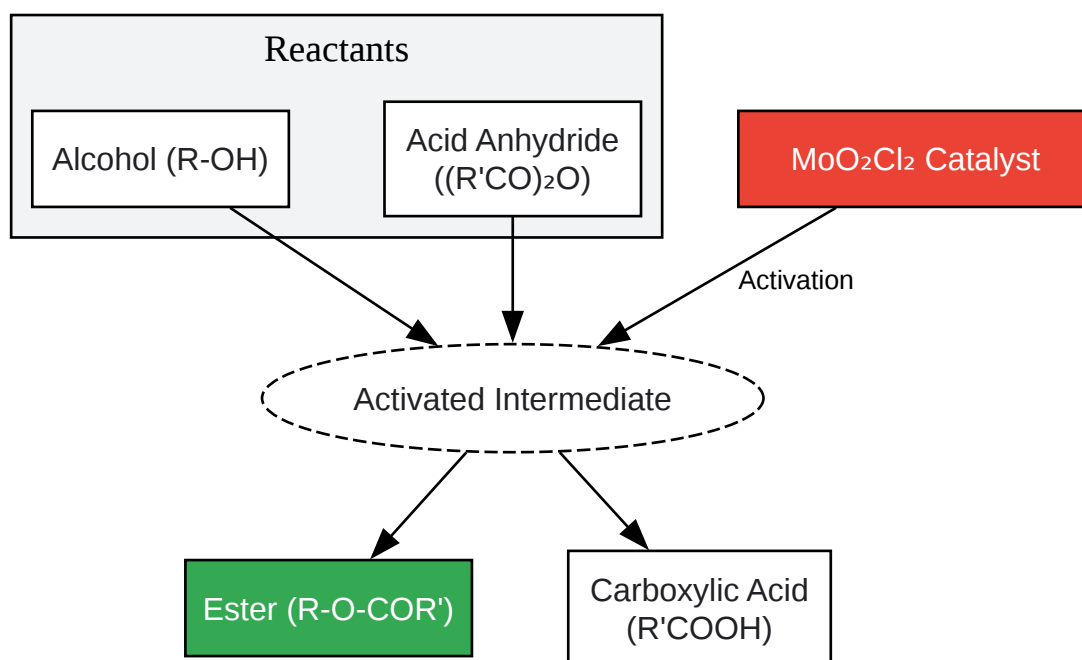 Reactants
Alcohol (R-OH)
Acid Anhydride
((R'CO)₂O)
MoO₂Cl₂ Catalyst
Activation
Activated Intermediate
Ester (R-O-COR')
Carboxylic Acid
(R'COOH)